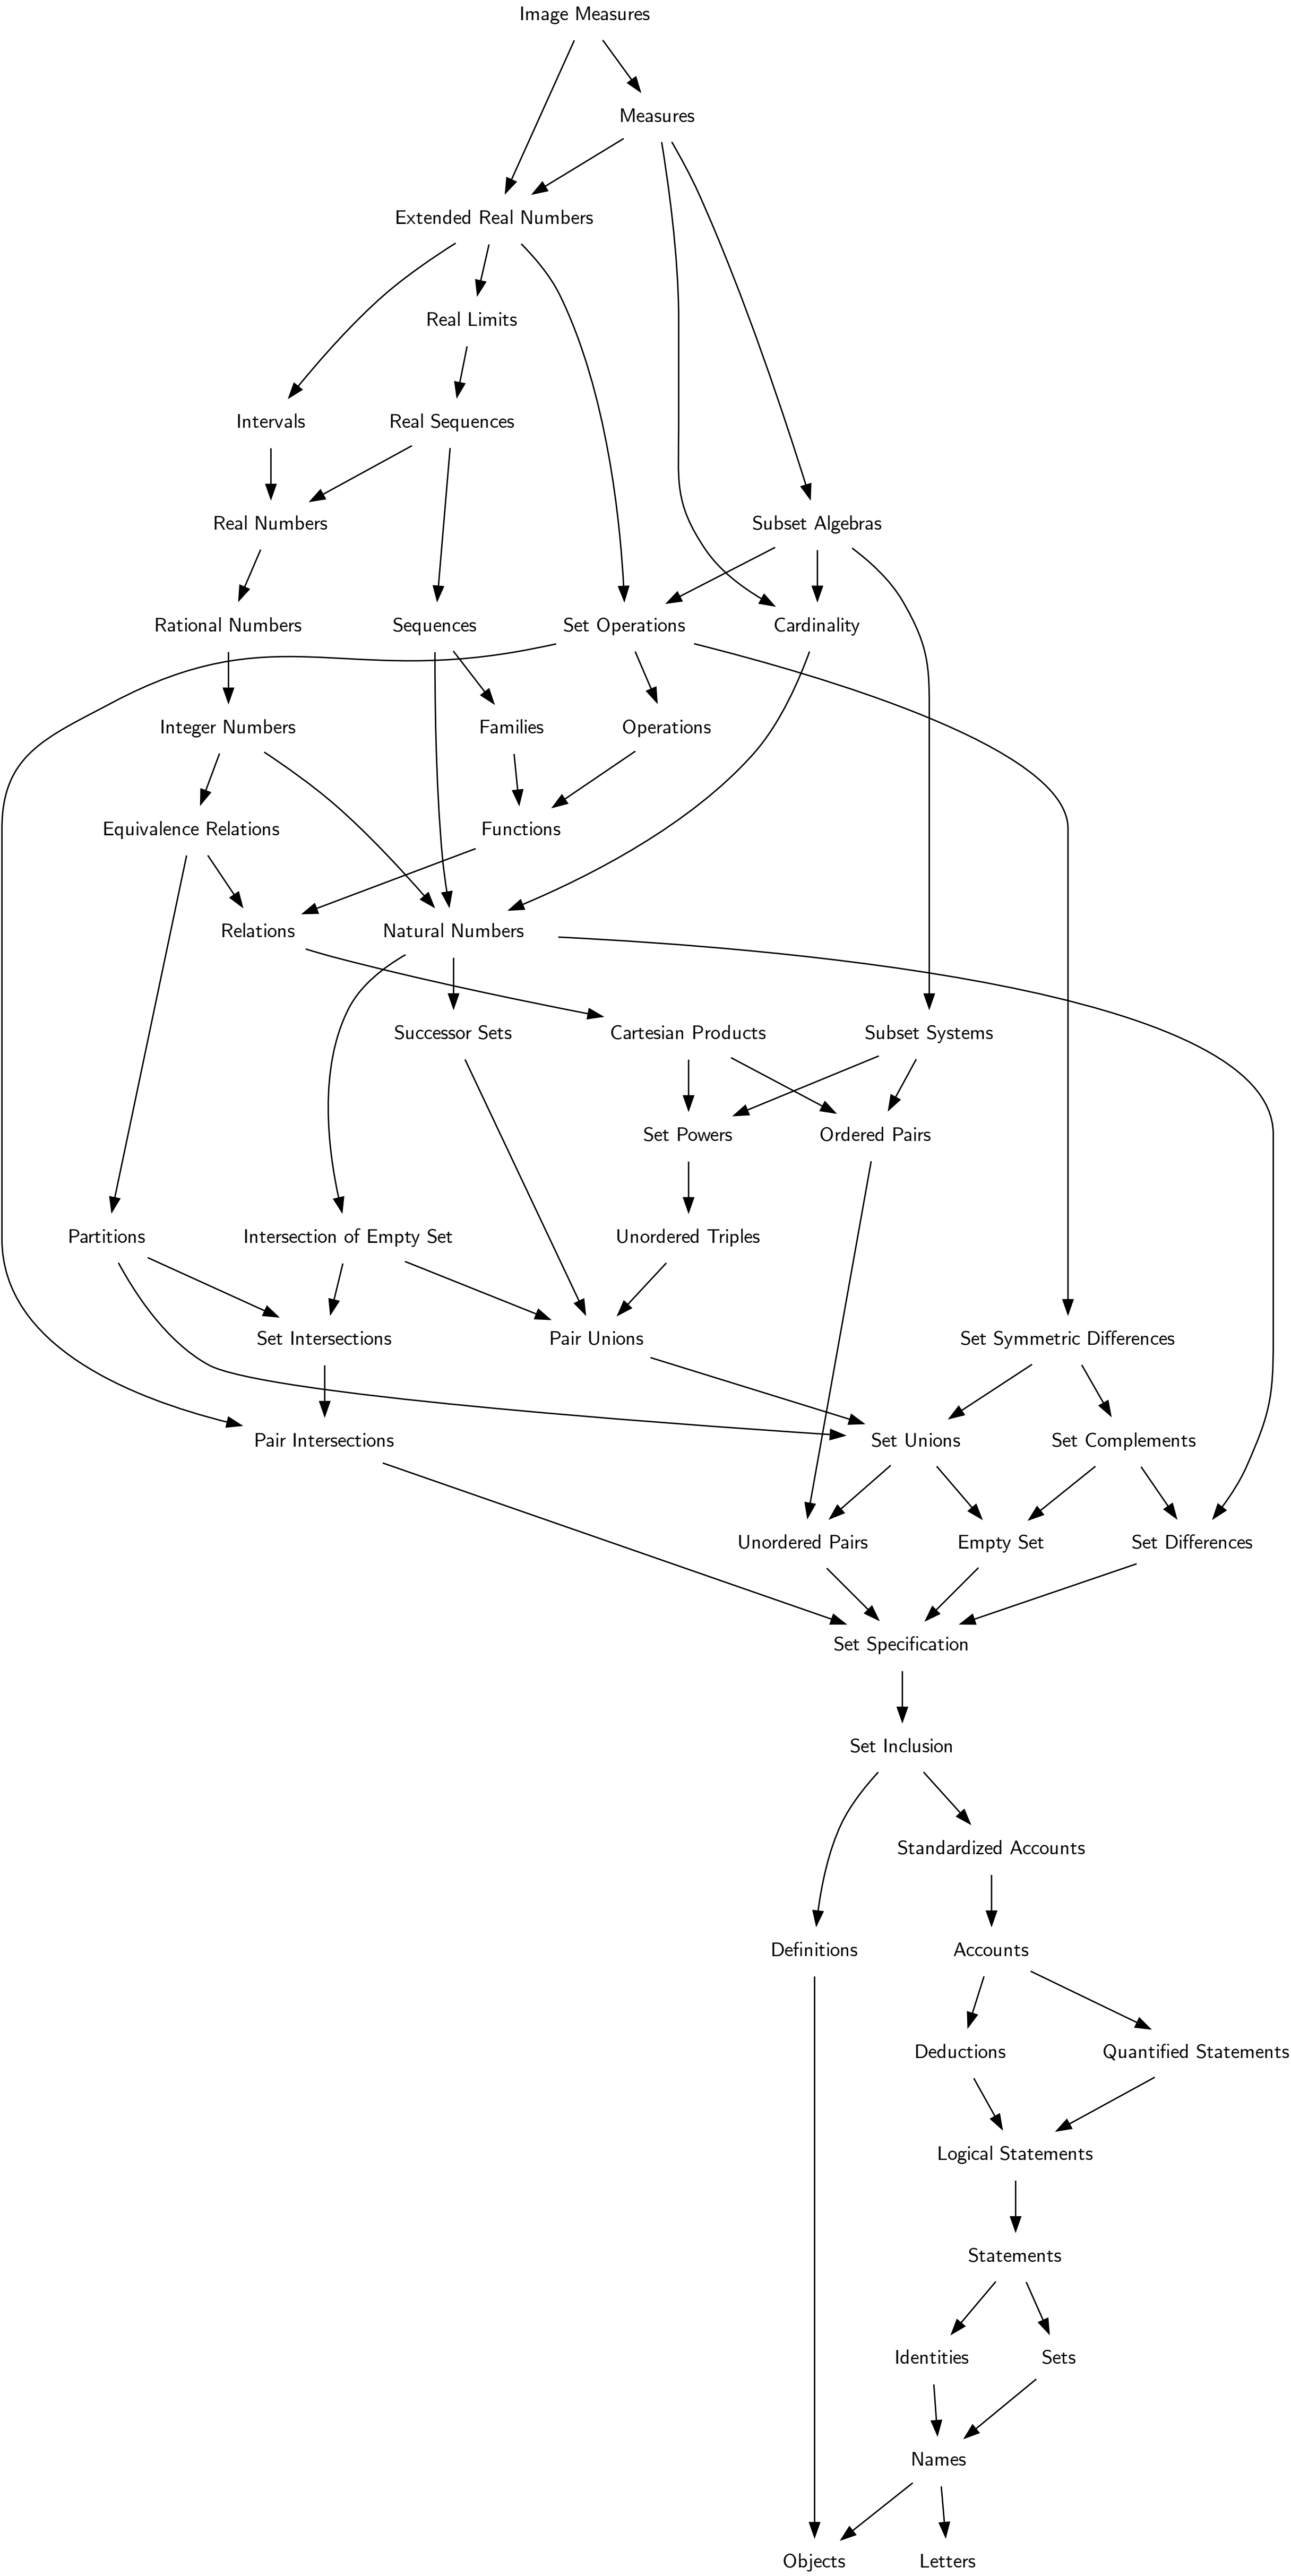 Image Measures
Measures
Extended Real Numbers
Real Limits
Intervals
Real Sequences
Real Numbers
Subset Algebras
Rational Numbers
Sequences
Set Operations
Cardinality
Integer Numbers
Families
Operations
Equivalence Relations
Functions
Relations
Natural Numbers
Successor Sets
Cartesian Products
Subset Systems
Set Powers
Ordered Pairs
Partitions
Intersection of Empty Set
Unordered Triples
Set Intersections
Pair Unions
Set Symmetric Differences
Pair Intersections
Set Unions
Set Complements
Unordered Pairs
Empty Set
Set Differences
Set Specification
Set Inclusion
Standardized Accounts
Definitions
Accounts
Deductions
Quantified Statements
Logical Statements
Statements
Identities
Sets
Names
Objects
Letters